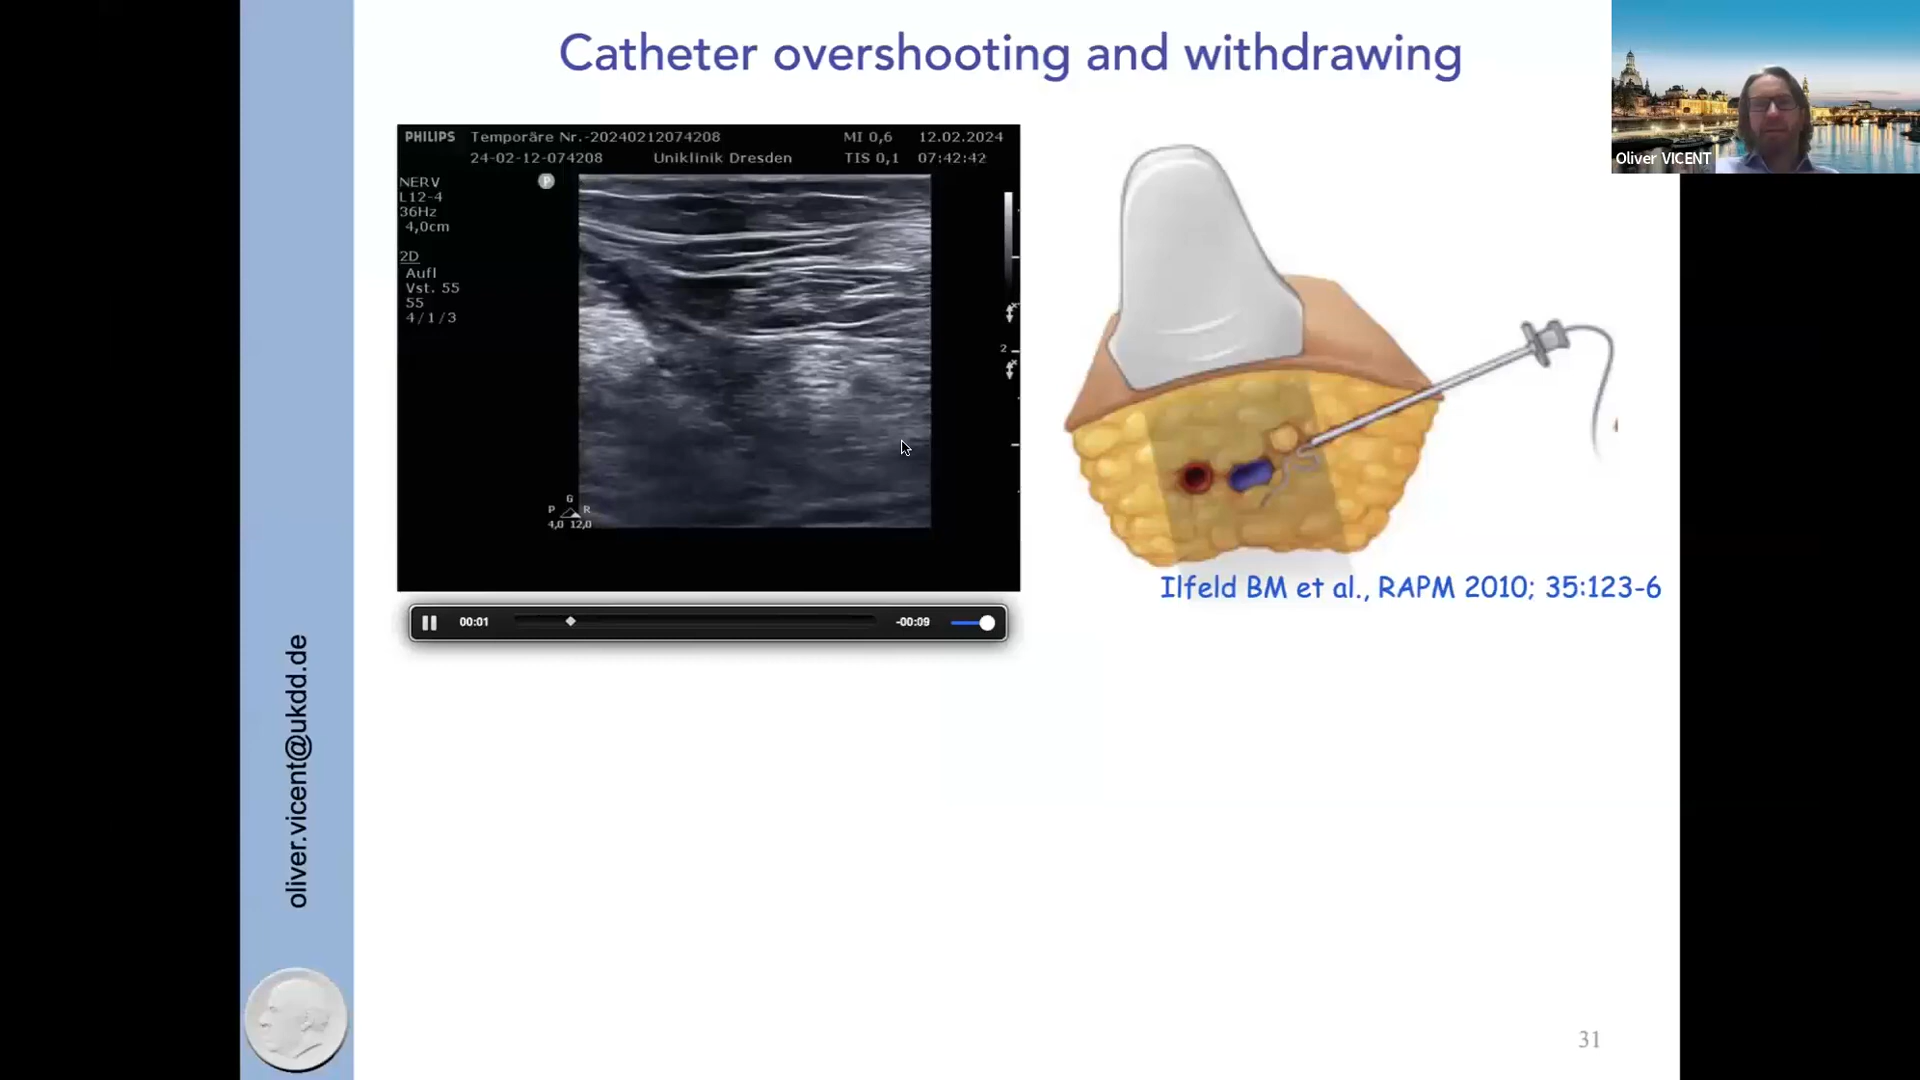 Catheter overshooting and withdrawing
Oliver VICENT
PHILIPS Temporäre Nr.-20240212074208 MI 0,6 12.02.2024
24-02-12-074208 Uniklinik Dresden TIS 0,1 07:42:42
NERV
L12-4
36Hz
4,0cm
P
2D
Aufl
Vst. 55
55
4/1/3
2
G
P R
4,0 12,0
Ilfeld BM et al., RAPM 2010; 35:123-6
00:01 -00:09
oliver.vicent@ukdd.de
31